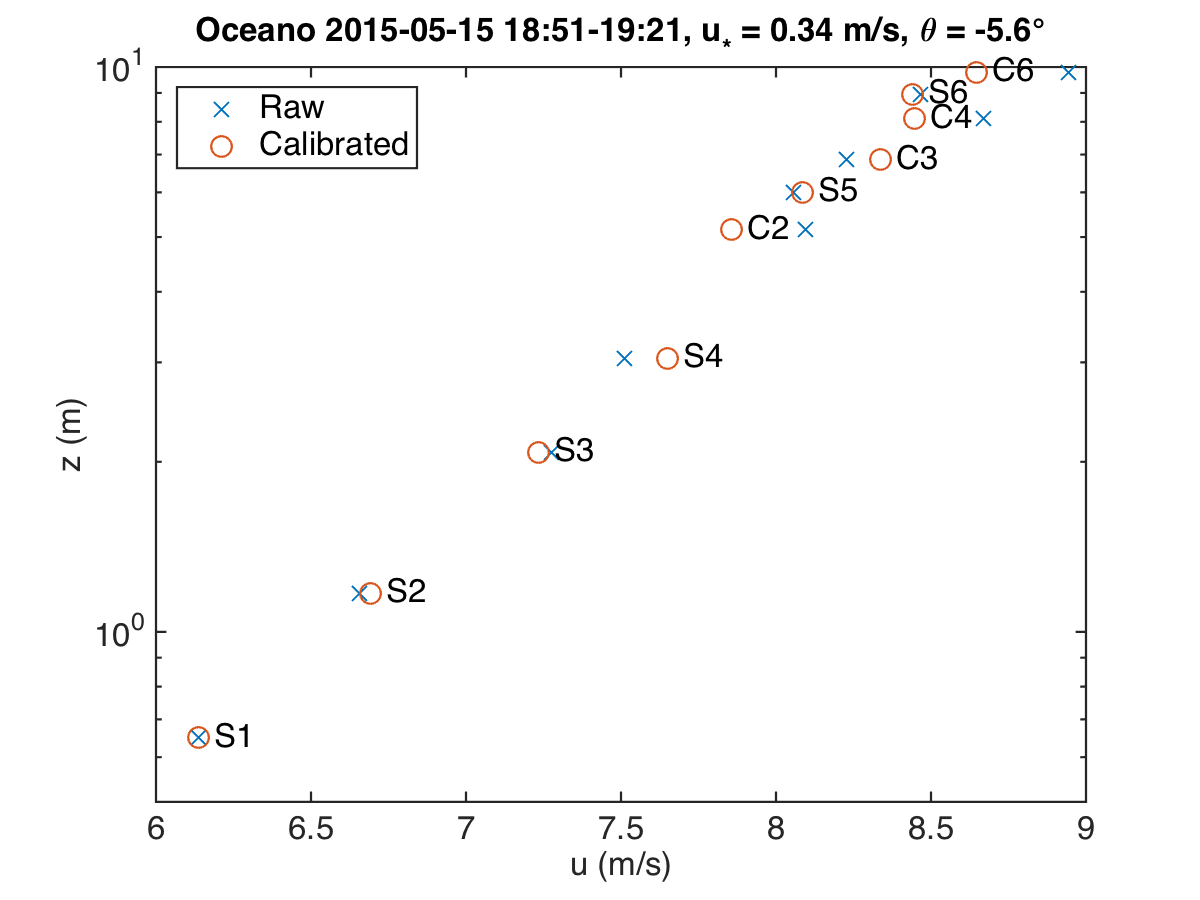 Oceano 2015-05-15 18:51-19:21, u* = 0.34 m/s, θ = -5.6°
10¹
Raw
Calibrated
C6
S6
C4
C3
S5
C2
S4
S3
z (m)
S2
10⁰
S1
6 6.5 7 7.5 8 8.5 9
u (m/s)